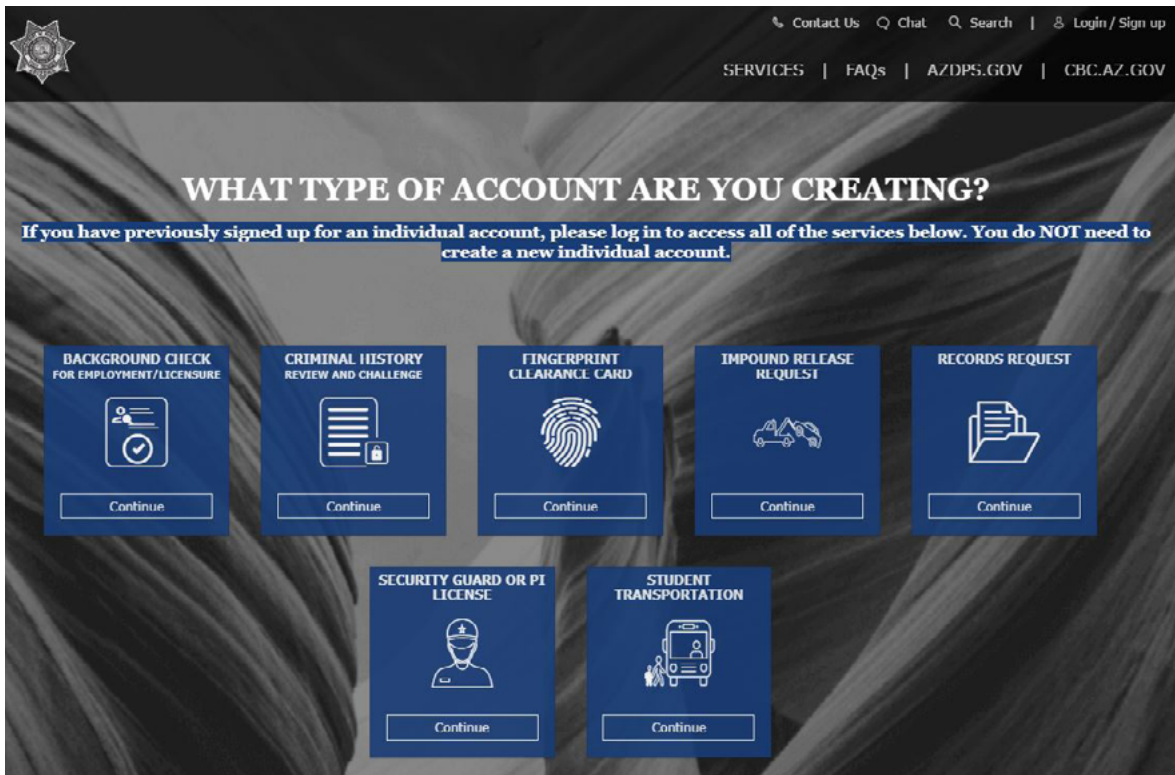 Contact Us Chat Search | Login / Sign up
SERVICES | FAQs | AZDPS.GOV | CBC.AZ.GOV
WHAT TYPE OF ACCOUNT ARE YOU CREATING?
If you have previously signed up for an individual account, please log in to access all of the services below. You do NOT need to
create a new individual account.
BACKGROUND CHECK
FOR EMPLOYMENT/LICENSURE
Continue
CRIMINAL HISTORY
REVIEW AND CHALLENGE
Continue
FINGERPRINT
CLEARANCE CARD
Continue
IMPOUND RELEASE
REQUEST
Continue
RECORDS REQUEST
Continue
SECURITY GUARD OR PI
LICENSE
Continue
STUDENT
TRANSPORTATION
Continue